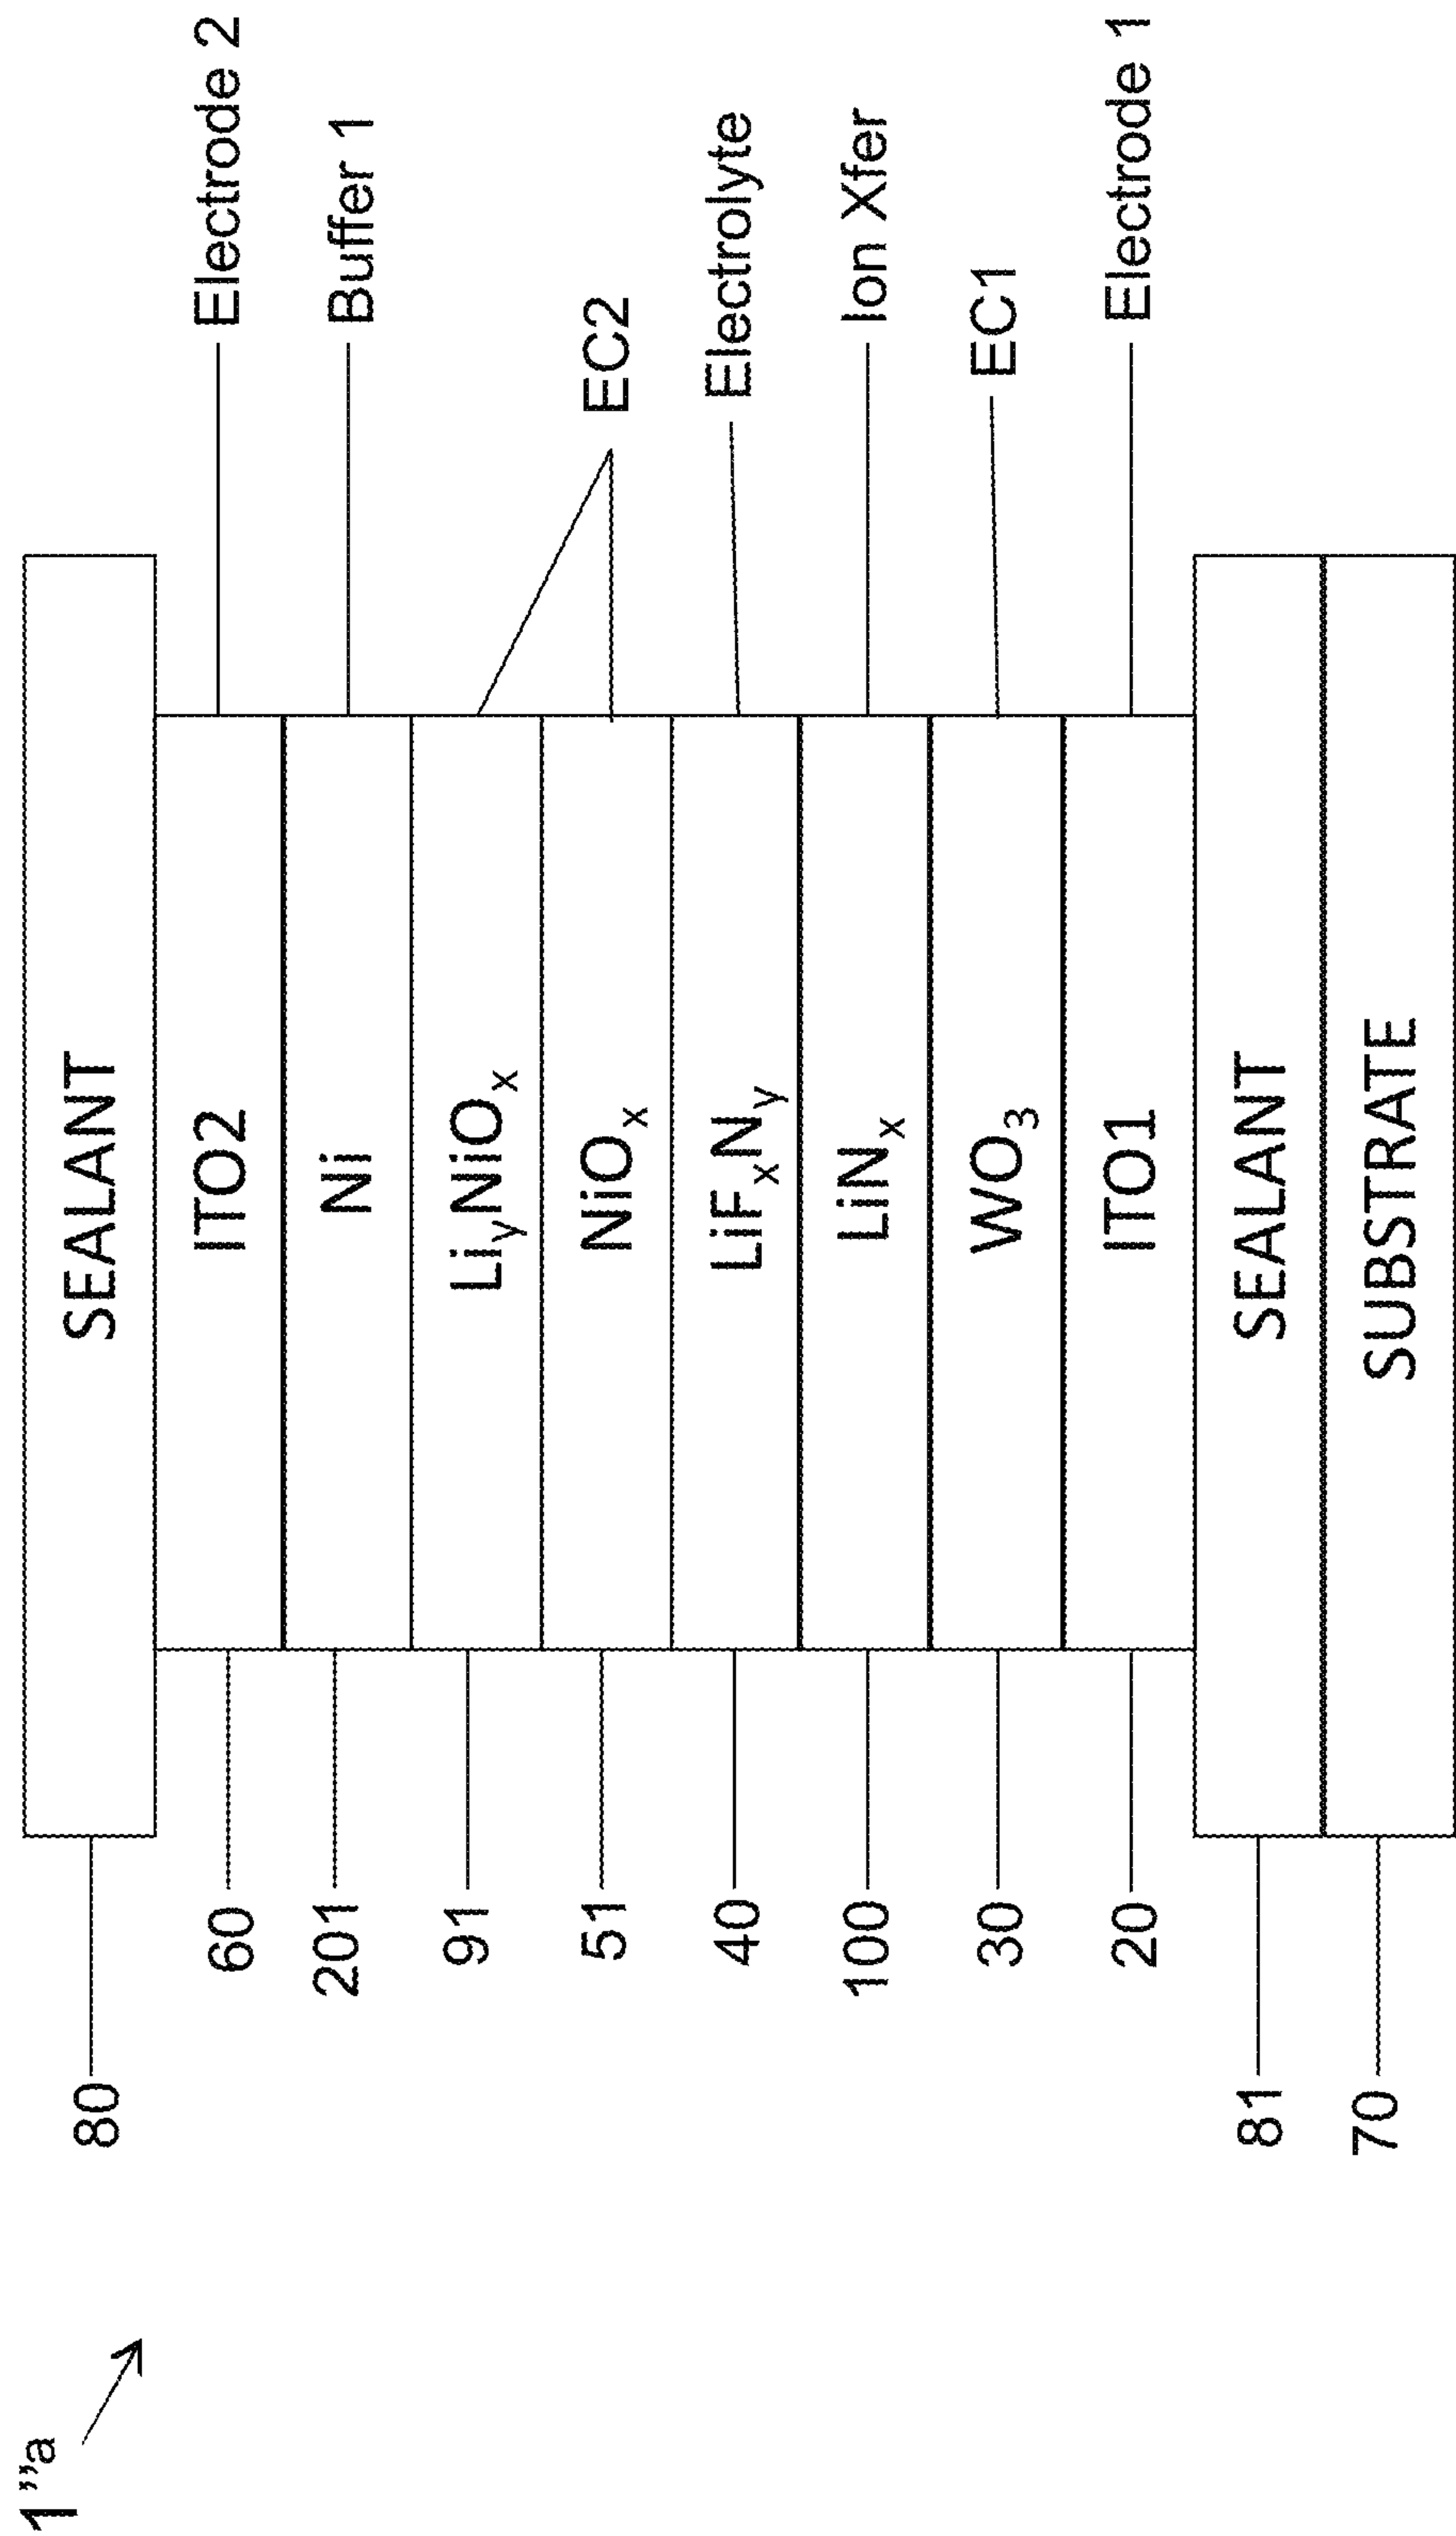 1”a
80 SEALANT
60 ITO2 Electrode 2
201 Ni Buffer 1
91 LiyNiOx
EC2
51 NiOx
40 LiFxNy Electrolyte
100 LiNx Ion Xfer
30 WO3 EC1
20 ITO1 Electrode 1
81 SEALANT
70 SUBSTRATE